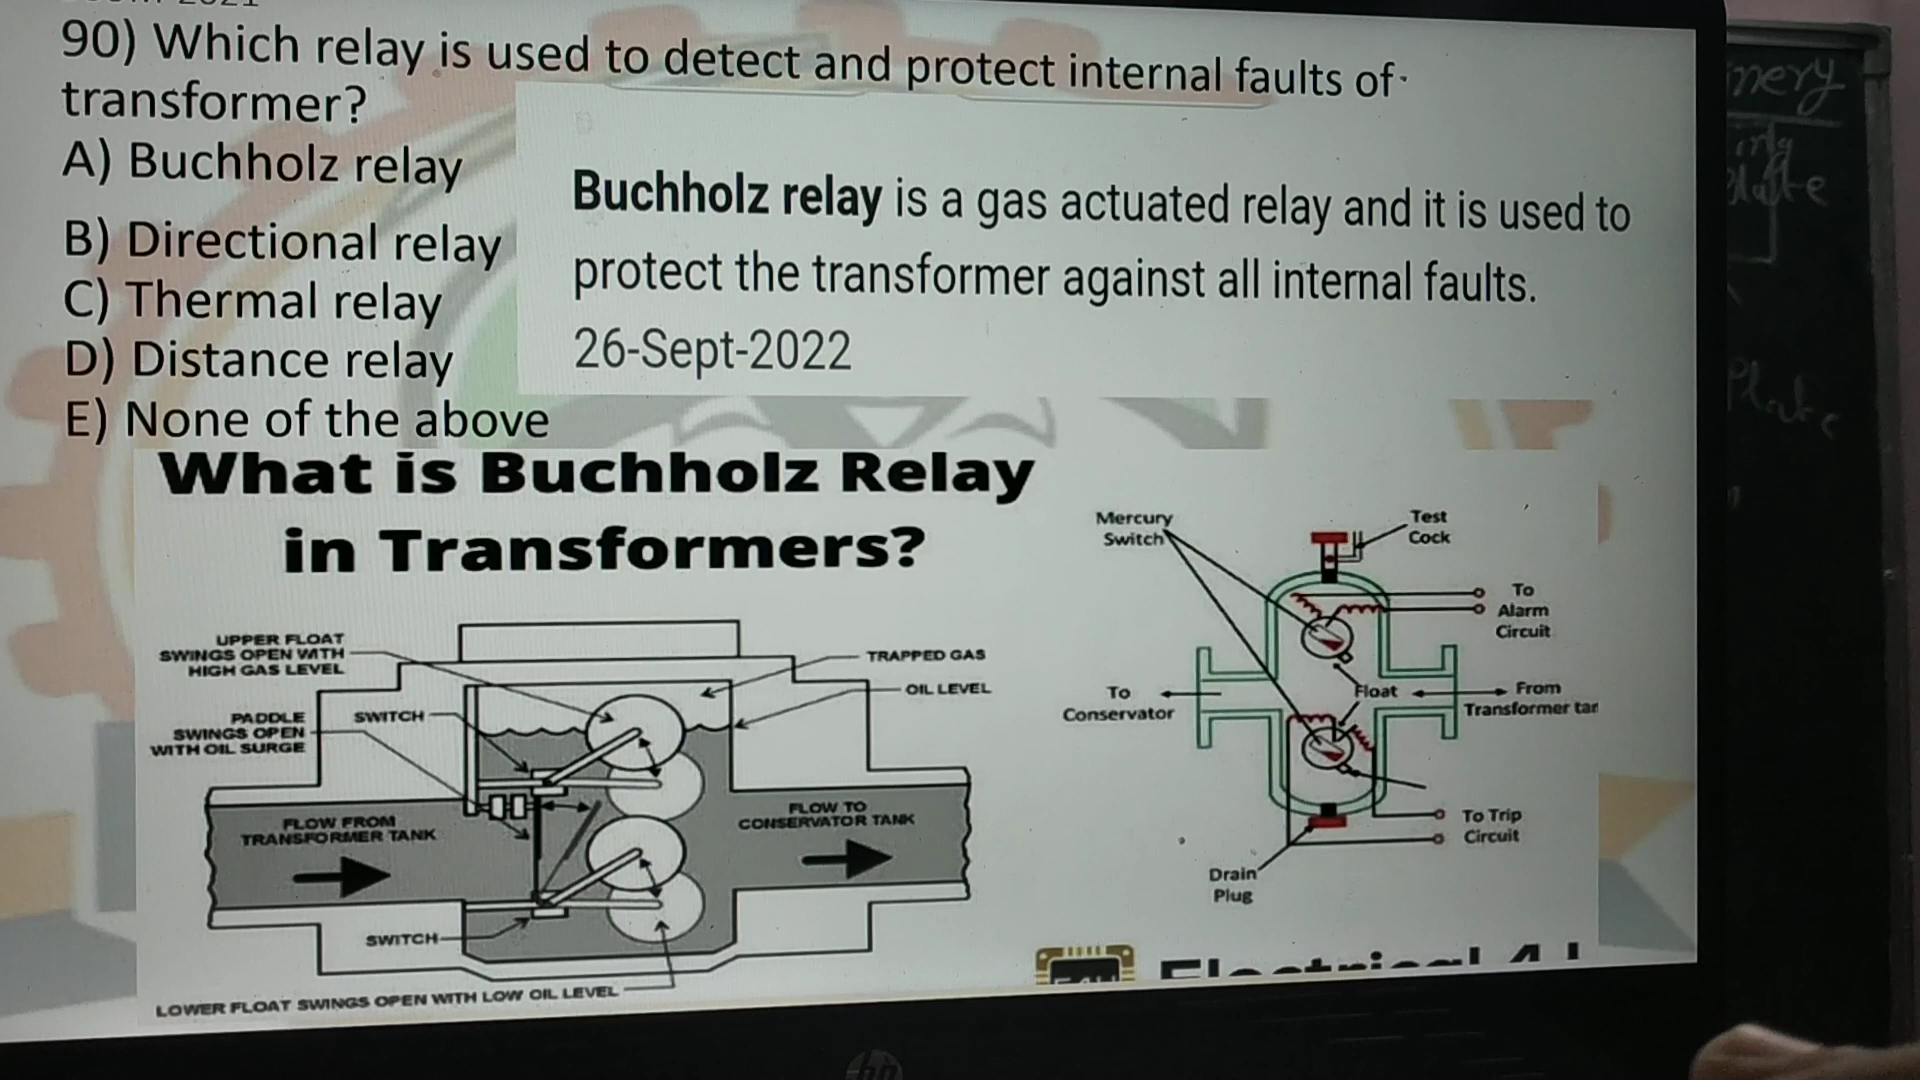 90) Which relay is used to detect and protect internal faults of
transformer?
A) Buchholz relay
B) Directional relay
C) Thermal relay
D) Distance relay
E) None of the above
Buchholz relay is a gas actuated relay and it is used to
protect the transformer against all internal faults.
26-Sept-2022
What is Buchholz Relay
in Transformers?
UPPER FLOAT
SWINGS OPEN WITH
HIGH GAS LEVEL
TRAPPED GAS
OIL LEVEL
PADDLE
SWINGS OPEN
WITH OIL SURGE
SWITCH
FLOW FROM
TRANSFORMER TANK
FLOW TO
CONSERVATOR TANK
SWITCH
LOWER FLOAT SWINGS OPEN WITH LOW OIL LEVEL
Mercury
Switch
Test
Cock
To
Alarm
Circuit
To
Conservator
Float
From
Transformer tan
To Trip
Circuit
Drain
Plug
hp
nery
Plate